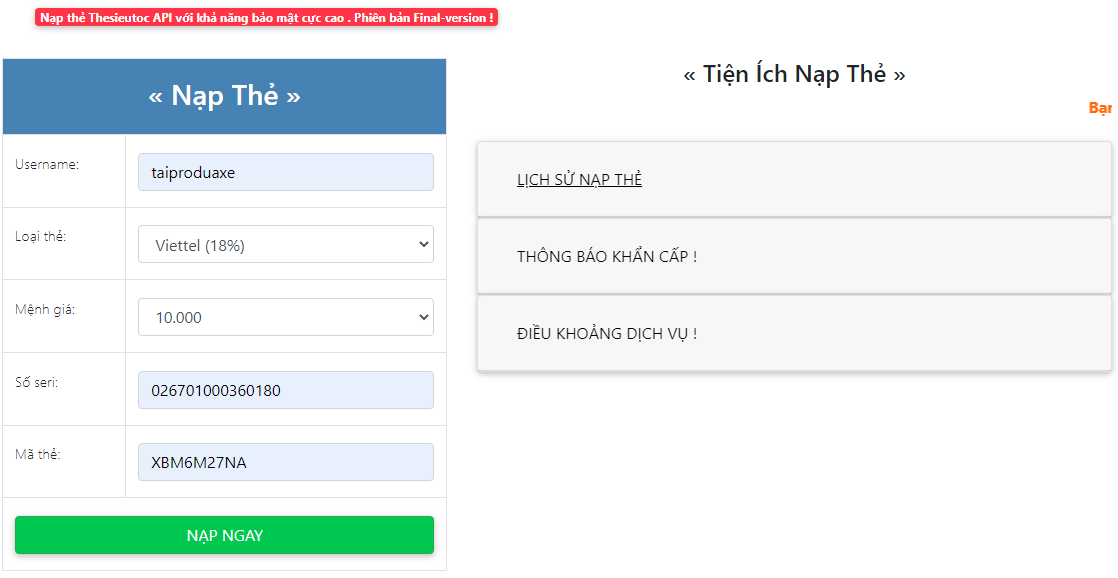 Nạp thẻ Thesieutoc API với khả năng bảo mật cực cao . Phiên bản Final-version !
« Nạp Thẻ »
Username:
taiproduaxe
Loại thẻ:
Viettel (18%)
Mệnh giá:
10.000
Số seri:
026701000360180
Mã thẻ:
XBM6M27NA
NẠP NGAY
« Tiện Ích Nạp Thẻ »
Bạn
LỊCH SỬ NẠP THẺ
THÔNG BÁO KHẨN CẤP !
ĐIỀU KHOẢNG DỊCH VỤ !